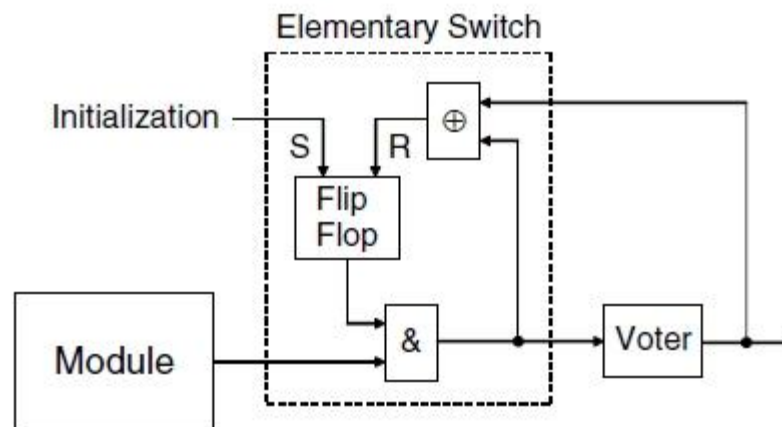 Elementary Switch
Initialization
S
R
⊕
Flip
Flop
Module
&
Voter